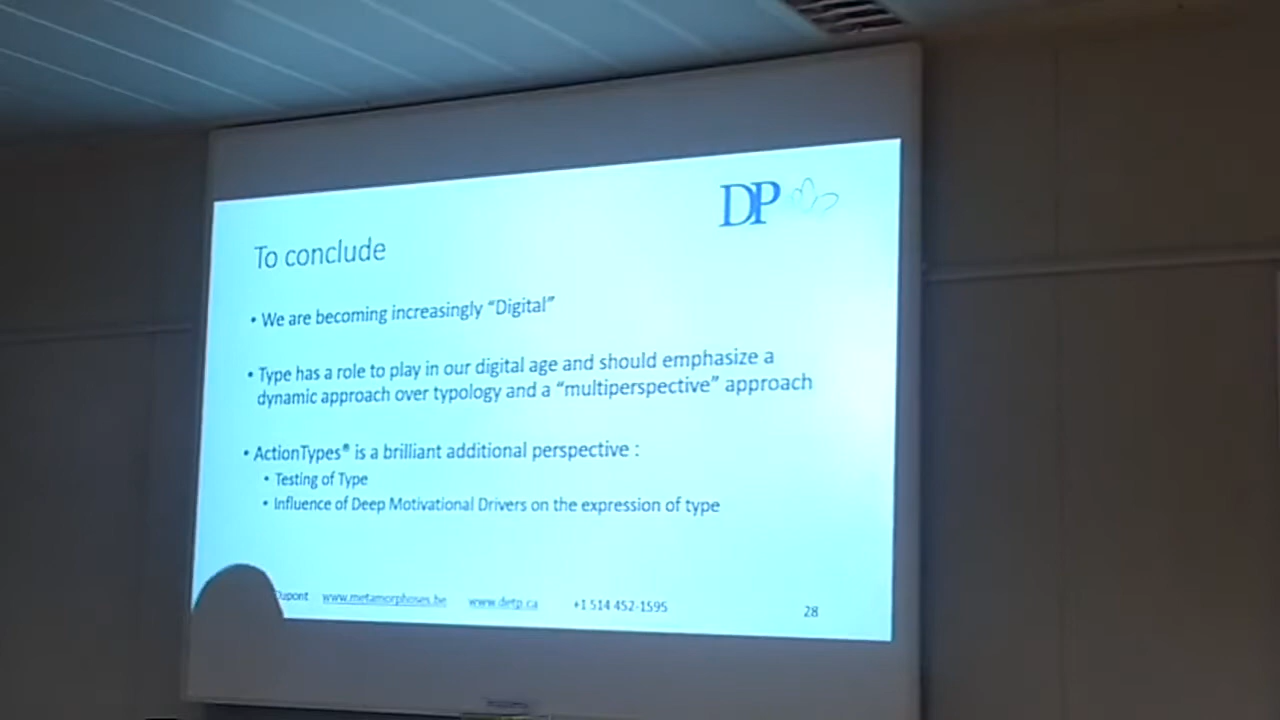 DP
To conclude
• We are becoming increasingly “Digital”
• Type has a role to play in our digital age and should emphasize a
dynamic approach over typology and a “multiperspective” approach
• ActionTypes® is a brilliant additional perspective :
• Testing of Type
• Influence of Deep Motivational Drivers on the expression of type
Dupont www.metamorphoses.be www.detp.ca +1 514 452-1595 28